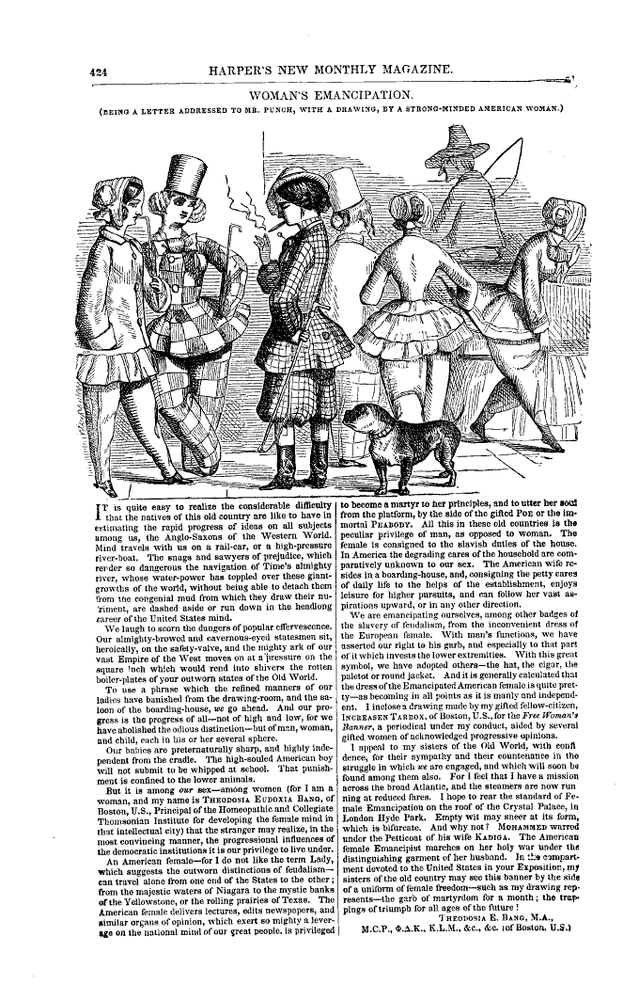 424
HARPER'S NEW MONTHLY MAGAZINE.
WOMAN'S EMANCIPATION.
(BEING A LETTER ADDRESSED TO MR. PUNCH, WITH A DRAWING, BY A STRONG-MINDED AMERICAN WOMAN.)
IT is quite easy to realize the considerable difficulty
that the natives of this old country are like to have in
estimating the rapid progress of ideas on all subjects
among us, the Anglo-Saxons of the Western World.
Mind travels with us on a rail-car, or a high-pressure
river-boat. The snags and sawyers of prejudice, which
render so dangerous the navigation of Time's almighty
river, whose water-power has toppled over these giant-
growths of the world, without being able to detach them
from the congenial mud from which they draw their nu-
triment, are dashed aside or run down in the headlong
career of the United States mind.
We laugh to scorn the dangers of popular effervescence.
Our almighty-browed and cavernous-eyed statesmen sit,
heroically, on the safety-valve, and the mighty ark of our
vast Empire of the West moves on at a pressure on the
square inch which would rend into shivers the rotten
boiler-plates of your outworn states of the Old World.
To use a phrase which the refined manners of our
ladies have banished from the drawing-room, and the sa-
loon of the boarding-house, we go ahead. And our pro-
gress is the progress of all—not of high and low, for we
have abolished the odious distinction—but of man, woman,
and child, each in his or her several sphere.
Our babies are preternaturally sharp, and highly inde-
pendent from the cradle. The high-souled American boy
will not submit to be whipped at school. That punish-
ment is confined to the lower animals.
But it is among our sex—among women (for I am a
woman, and my name is THEODOSIA EUDOXIA BANG, of
Boston, U.S., Principal of the Homeopathic and Collegiate
Thomsonian Institute for developing the female mind in
that intellectual city) that the stranger may realize, in the
most convincing manner, the progressional influences of
the democratic institutions it is our privilege to live under.
An American female—for I do not like the term Lady,
which suggests the outworn distinctions of feudalism—
can travel alone from one end of the States to the other;
from the majestic waters of Niagara to the mystic banks
of the Yellowstone, or the rolling prairies of Texas. The
American female delivers lectures, edits newspapers, and
similar organs of opinion, which exert so mighty a lever-
age on the national mind of our great people, is privileged
to become a martyr to her principles, and to utter her soul
from the platform, by the side of the gifted POE or the im-
mortal PEABODY. All this in these old countries is the
peculiar privilege of man, as opposed to woman. The
female is consigned to the slavish duties of the house.
In America the degrading cares of the household are com-
paratively unknown to our sex. The American wife re-
sides in a boarding-house, and, consigning the petty cares
of daily life to the helps of the establishment, enjoys
leisure for higher pursuits, and can follow her vast as-
pirations upward, or in any other direction.
We are emancipating ourselves, among other badges of
the slavery of feudalism, from the inconvenient dress of
the European female. With man's functions, we have
asserted our right to his garb, and especially to that part
of it which invests the lower extremities. With this great
symbol, we have adopted others—the hat, the cigar, the
paletot or round jacket. And it is generally calculated that
the dress of the Emancipated American female is quite pret-
ty—as becoming in all points as it is manly and independ-
ent. I inclose a drawing made by my gifted fellow-citizen,
INCREASEN TARBOX, of Boston, U.S., for the Free Woman's
Banner, a periodical under my conduct, aided by several
gifted women of acknowledged progressive opinions.
I appeal to my sisters of the Old World, with confi
dence, for their sympathy and their countenance in the
struggle in which we are engaged, and which will soon be
found among them also. For I feel that I have a mission
across the broad Atlantic, and the steamers are now run
ning at reduced fares. I hope to rear the standard of Fe-
male Emancipation on the roof of the Crystal Palace, in
London Hyde Park. Empty wit may sneer at its form,
which is bifurcate. And why not? MOHAMMED warred
under the Petticoat of his wife KADIGA. The American
female Emancipist marches on her holy war under the
distinguishing garment of her husband. In the compart-
ment devoted to the United States in your Exposition, my
sisters of the old country may see this banner by the side
of a uniform of female freedom—such as my drawing rep-
resents—the garb of martyrdom for a month; the trap-
pings of triumph for all ages of the future!
THEODOSIA E. BANG, M.A.,
M.C.P., Φ.Δ.Κ., K.L.M., &c., &c. (of Boston, U.S.)